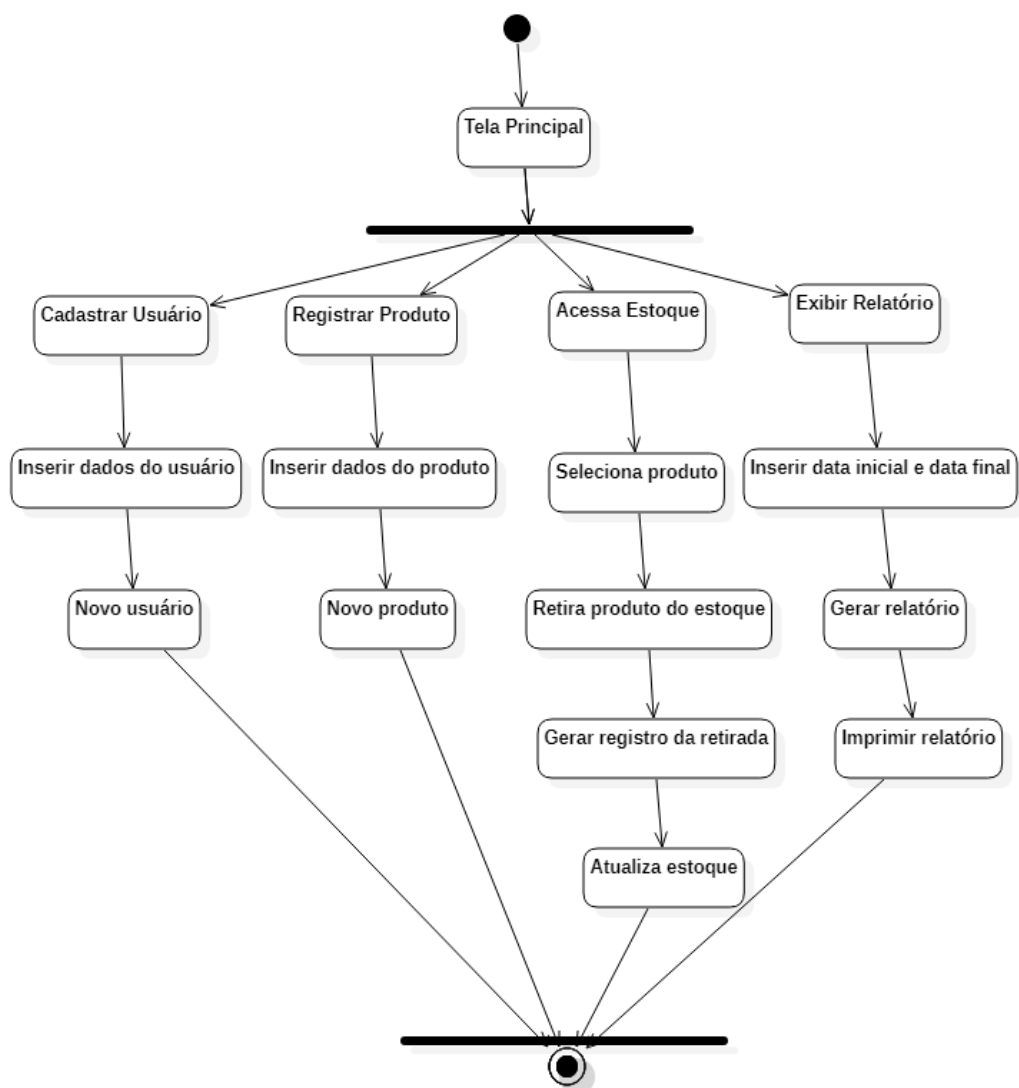 Tela Principal
Cadastrar Usuário
Registrar Produto
Acessa Estoque
Exibir Relatório
Inserir dados do usuário
Inserir dados do produto
Seleciona produto
Inserir data inicial e data final
Novo usuário
Novo produto
Retira produto do estoque
Gerar relatório
Gerar registro da retirada
Imprimir relatório
Atualiza estoque